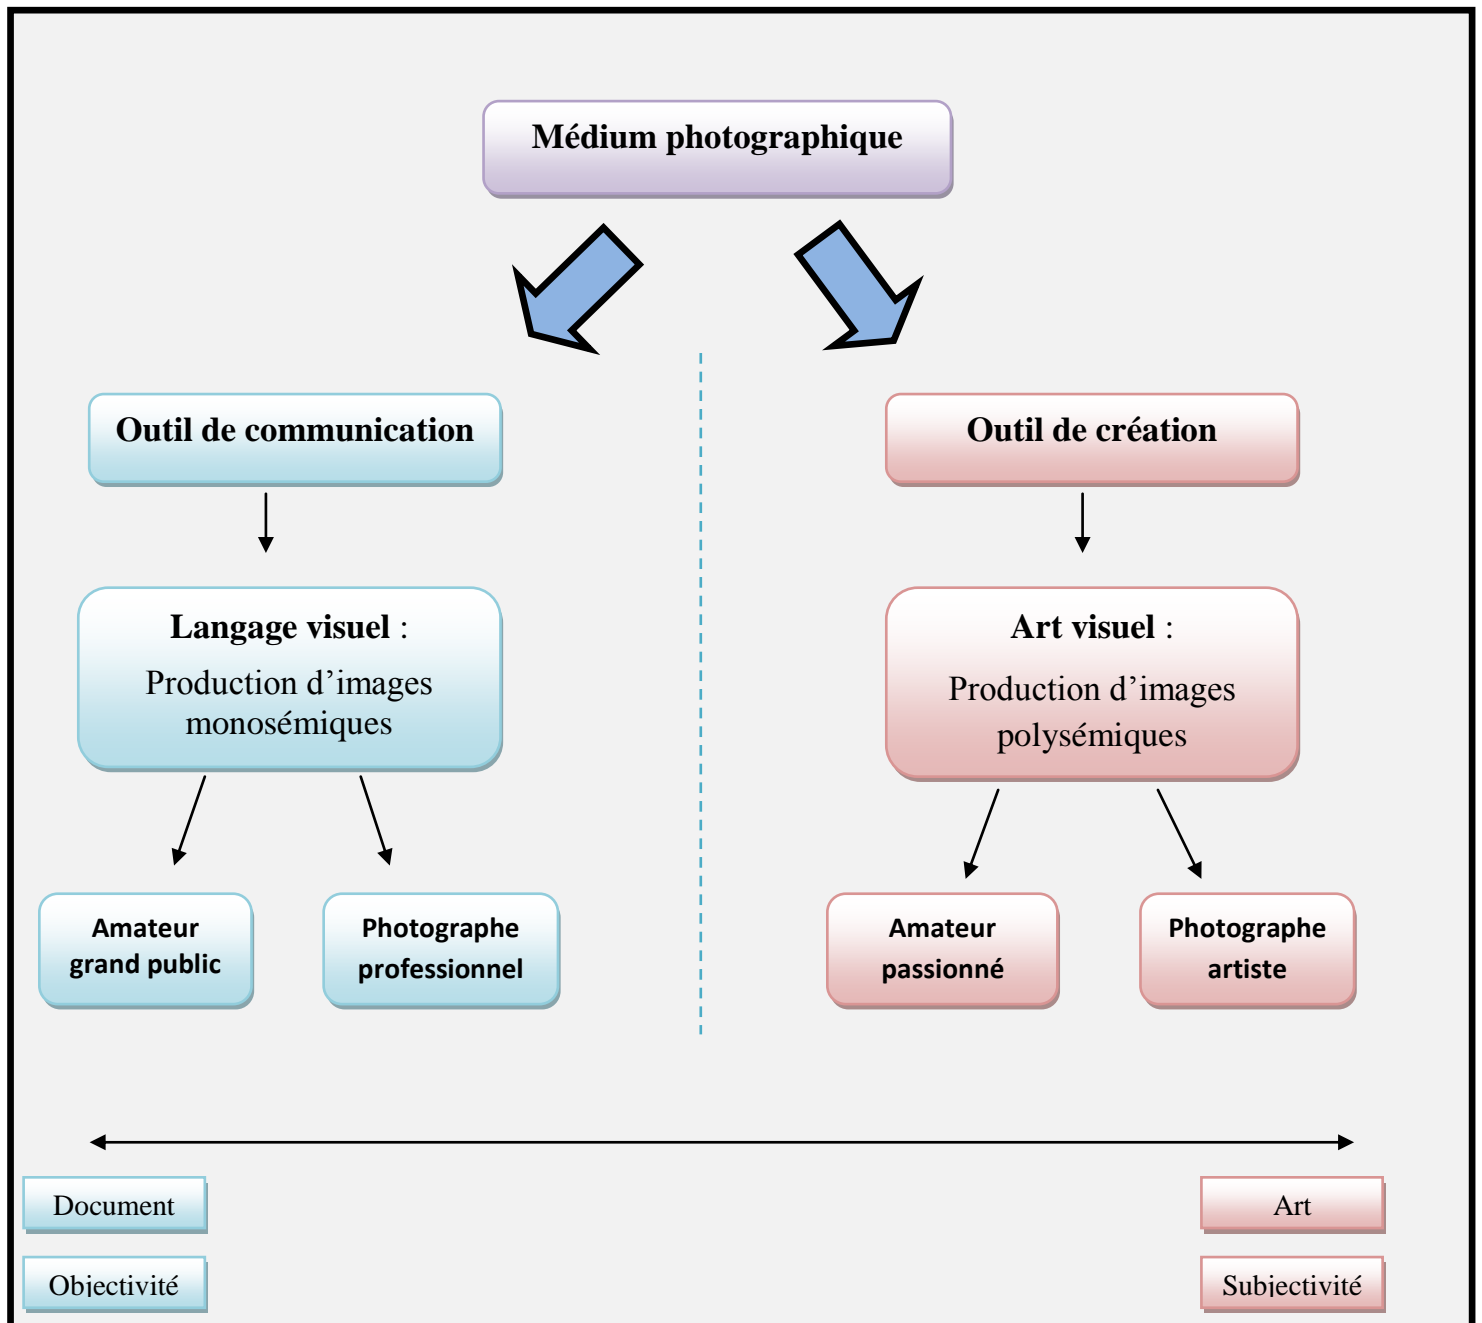 Médium photographique
Outil de communication
Outil de création
Langage visuel :
Production d’images
monosémiques
Art visuel :
Production d’images
polysémiques
Amateur
grand public
Photographe
professionnel
Amateur
passionné
Photographe
artiste
Document
Art
Objectivité
Subjectivité